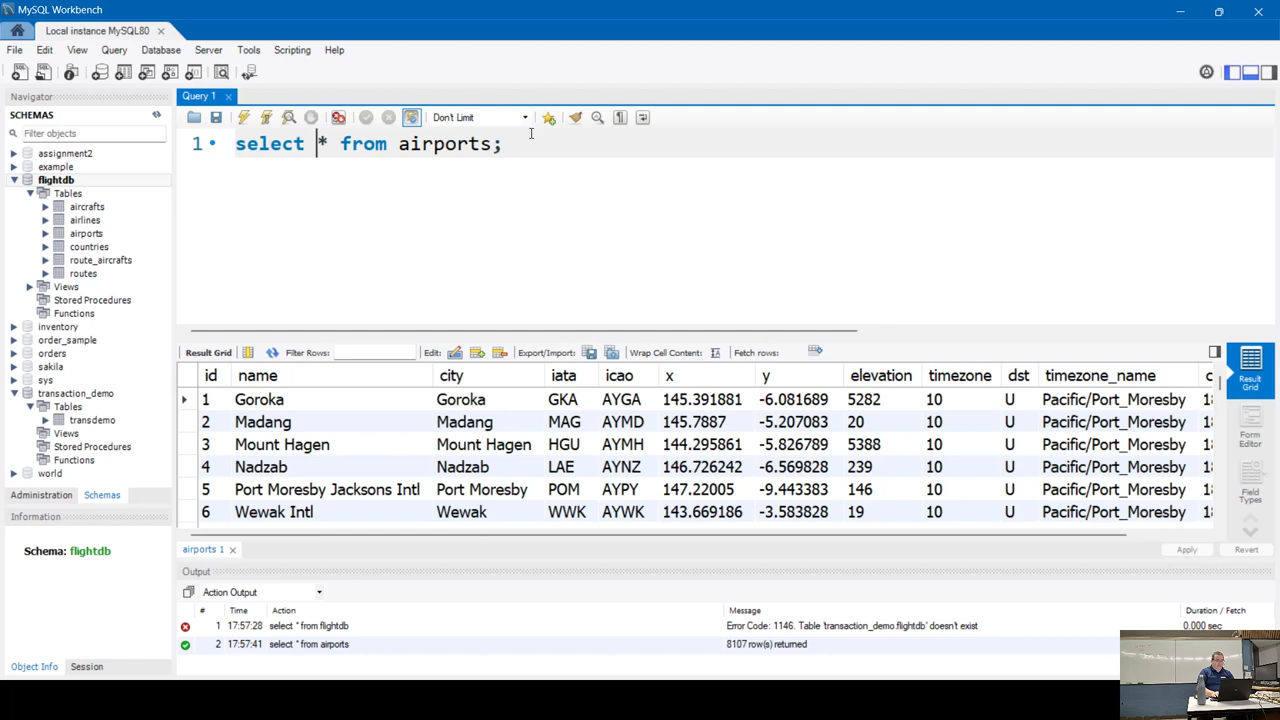 MySQL Workbench
Local instance MySQL80
File Edit View Query Database Server Tools Scripting Help
Navigator
SCHEMAS
Filter objects
assignment2
example
flightdb
Tables
aircrafts
airlines
airports
countries
route_aircrafts
routes
Views
Stored Procedures
Functions
inventory
order_sample
orders
sakila
sys
transaction_demo
Tables
transdemo
Views
Stored Procedures
Functions
world
Administration Schemas
Information
Schema: flightdb
Object Info Session
Query 1
Don't Limit
1 select * from airports;
Result Grid Filter Rows: Edit: Export/Import: Wrap Cell Content: Fetch rows:
id name city iata icao x y elevation timezone dst timezone_name
1 Goroka Goroka GKA AYGA 145.391881 -6.081689 5282 10 U Pacific/Port_Moresby
2 Madang Madang MAG AYMD 145.7887 -5.207083 20 10 U Pacific/Port_Moresby
3 Mount Hagen Mount Hagen HGU AYMH 144.295861 -5.826789 5388 10 U Pacific/Port_Moresby
4 Nadzab Nadzab LAE AYNZ 146.726242 -6.569828 239 10 U Pacific/Port_Moresby
5 Port Moresby Jacksons Intl Port Moresby POM AYPY 147.22005 -9.443383 146 10 U Pacific/Port_Moresby
6 Wewak Intl Wewak WWK AYWK 143.669186 -3.583828 19 10 U Pacific/Port_Moresby
Result Grid
Form Editor
Field Types
airports 1
Apply Revert
Output
Action Output
# Time Action Message Duration / Fetch
1 17:57:28 select * from flightdb Error Code: 1146. Table 'transaction_demo.flightdb' doesn't exist 0.000 sec
2 17:57:41 select * from airports 8107 row(s) returned